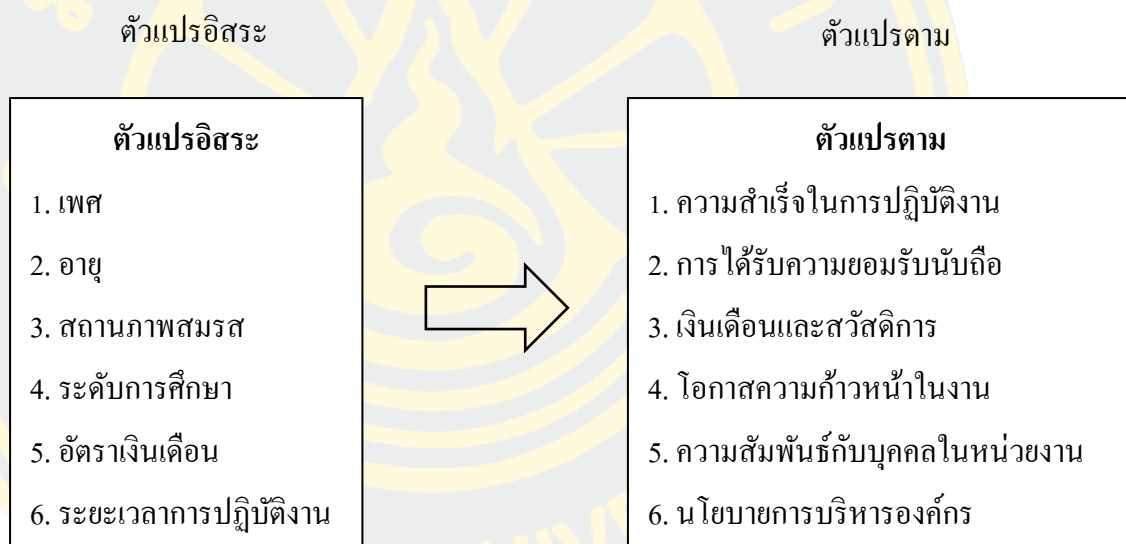 ตัวแปรอิสระ
ตัวแปรตาม
ตัวแปรอิสระ
1. เพศ
2. อายุ
3. สถานภาพสมรส
4. ระดับการศึกษา
5. อัตราเงินเดือน
6. ระยะเวลาการปฏิบัติงาน
ตัวแปรตาม
1. ความสำเร็จในการปฏิบัติงาน
2. การได้รับความยอมรับนับถือ
3. เงินเดือนและสวัสดิการ
4. โอกาสความก้าวหน้าในงาน
5. ความสัมพันธ์กับบุคคลในหน่วยงาน
6. นโยบายการบริหารองค์กร